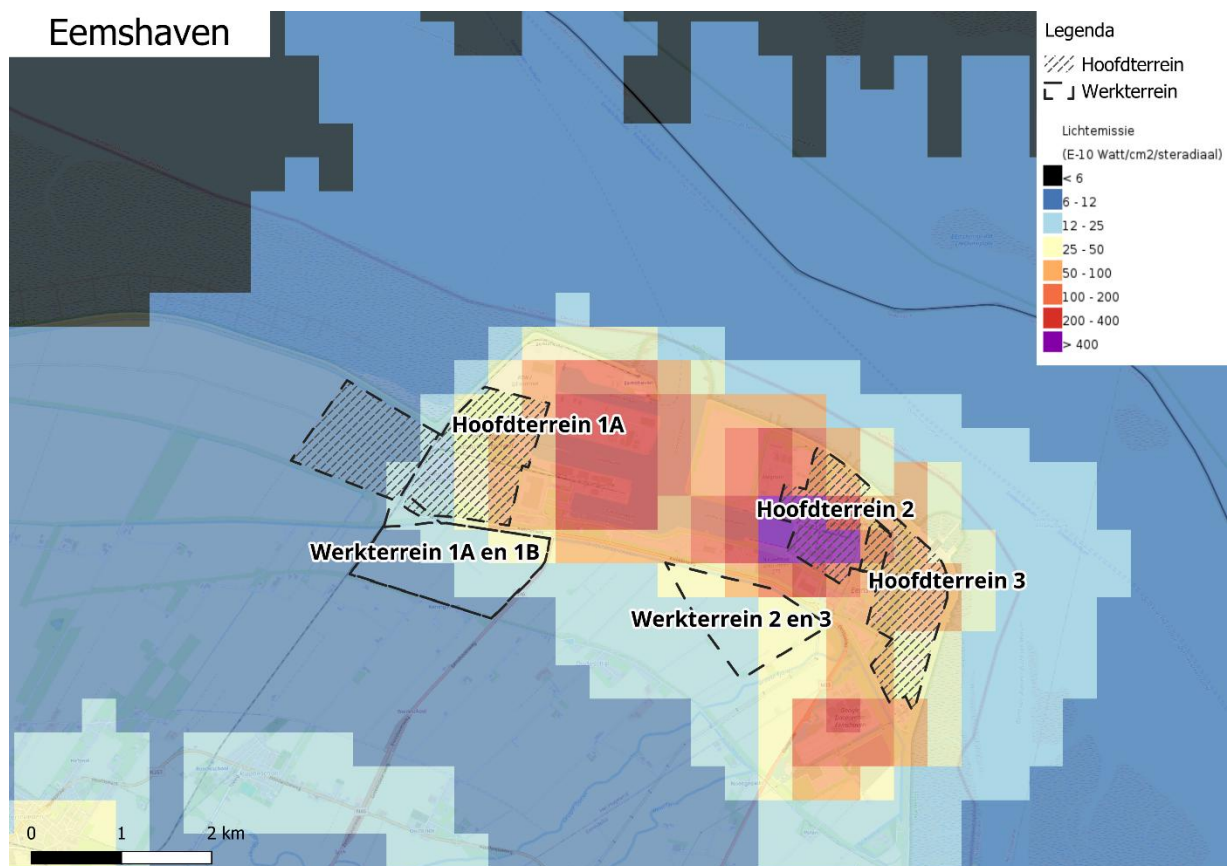 Eemshaven
Legenda
Hoofdterrein
Werkterrein
Lichtemissie
(E-10 Watt/cm2/steradiaal)
< 6
6 - 12
12 - 25
25 - 50
50 - 100
100 - 200
200 - 400
> 400
Hoofdterrein 1A
Hoofdterrein 2
Werkterrein 1A en 1B
Hoofdterrein 3
Werkterrein 2 en 3
0 1 2 km